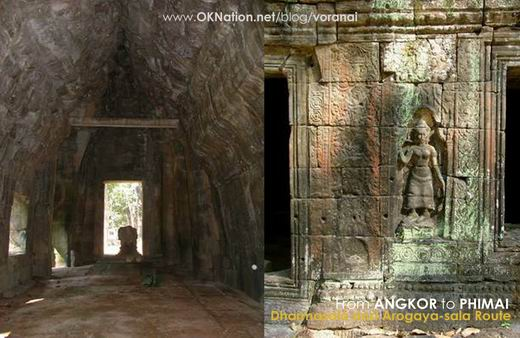 www.OKNation.net/blog/voranai
From ANGKOR to PHIMAI
Dharmasala and Arogaya-sala Route